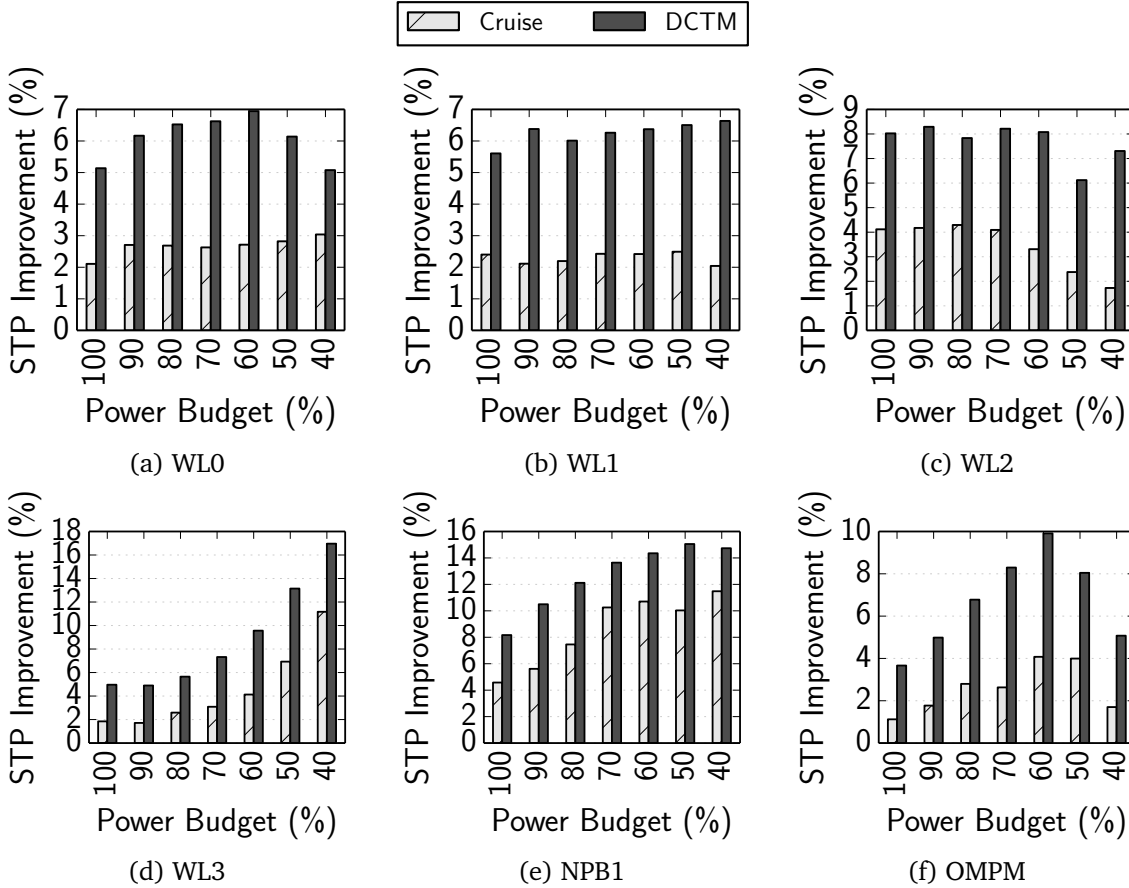 Cruise DCTM
STP Improvement (%)
7
6
5
4
3
2
1
0
100 90 80 70 60 50 40
Power Budget (%)
(a) WL0
STP Improvement (%)
7
6
5
4
3
2
1
0
100 90 80 70 60 50 40
Power Budget (%)
(b) WL1
STP Improvement (%)
9
8
7
6
5
4
3
2
1
0
100 90 80 70 60 50 40
Power Budget (%)
(c) WL2
STP Improvement (%)
18
16
14
12
10
8
6
4
2
0
100 90 80 70 60 50 40
Power Budget (%)
(d) WL3
STP Improvement (%)
16
14
12
10
8
6
4
2
0
100 90 80 70 60 50 40
Power Budget (%)
(e) NPB1
STP Improvement (%)
10
8
6
4
2
0
100 90 80 70 60 50 40
Power Budget (%)
(f) OMPM